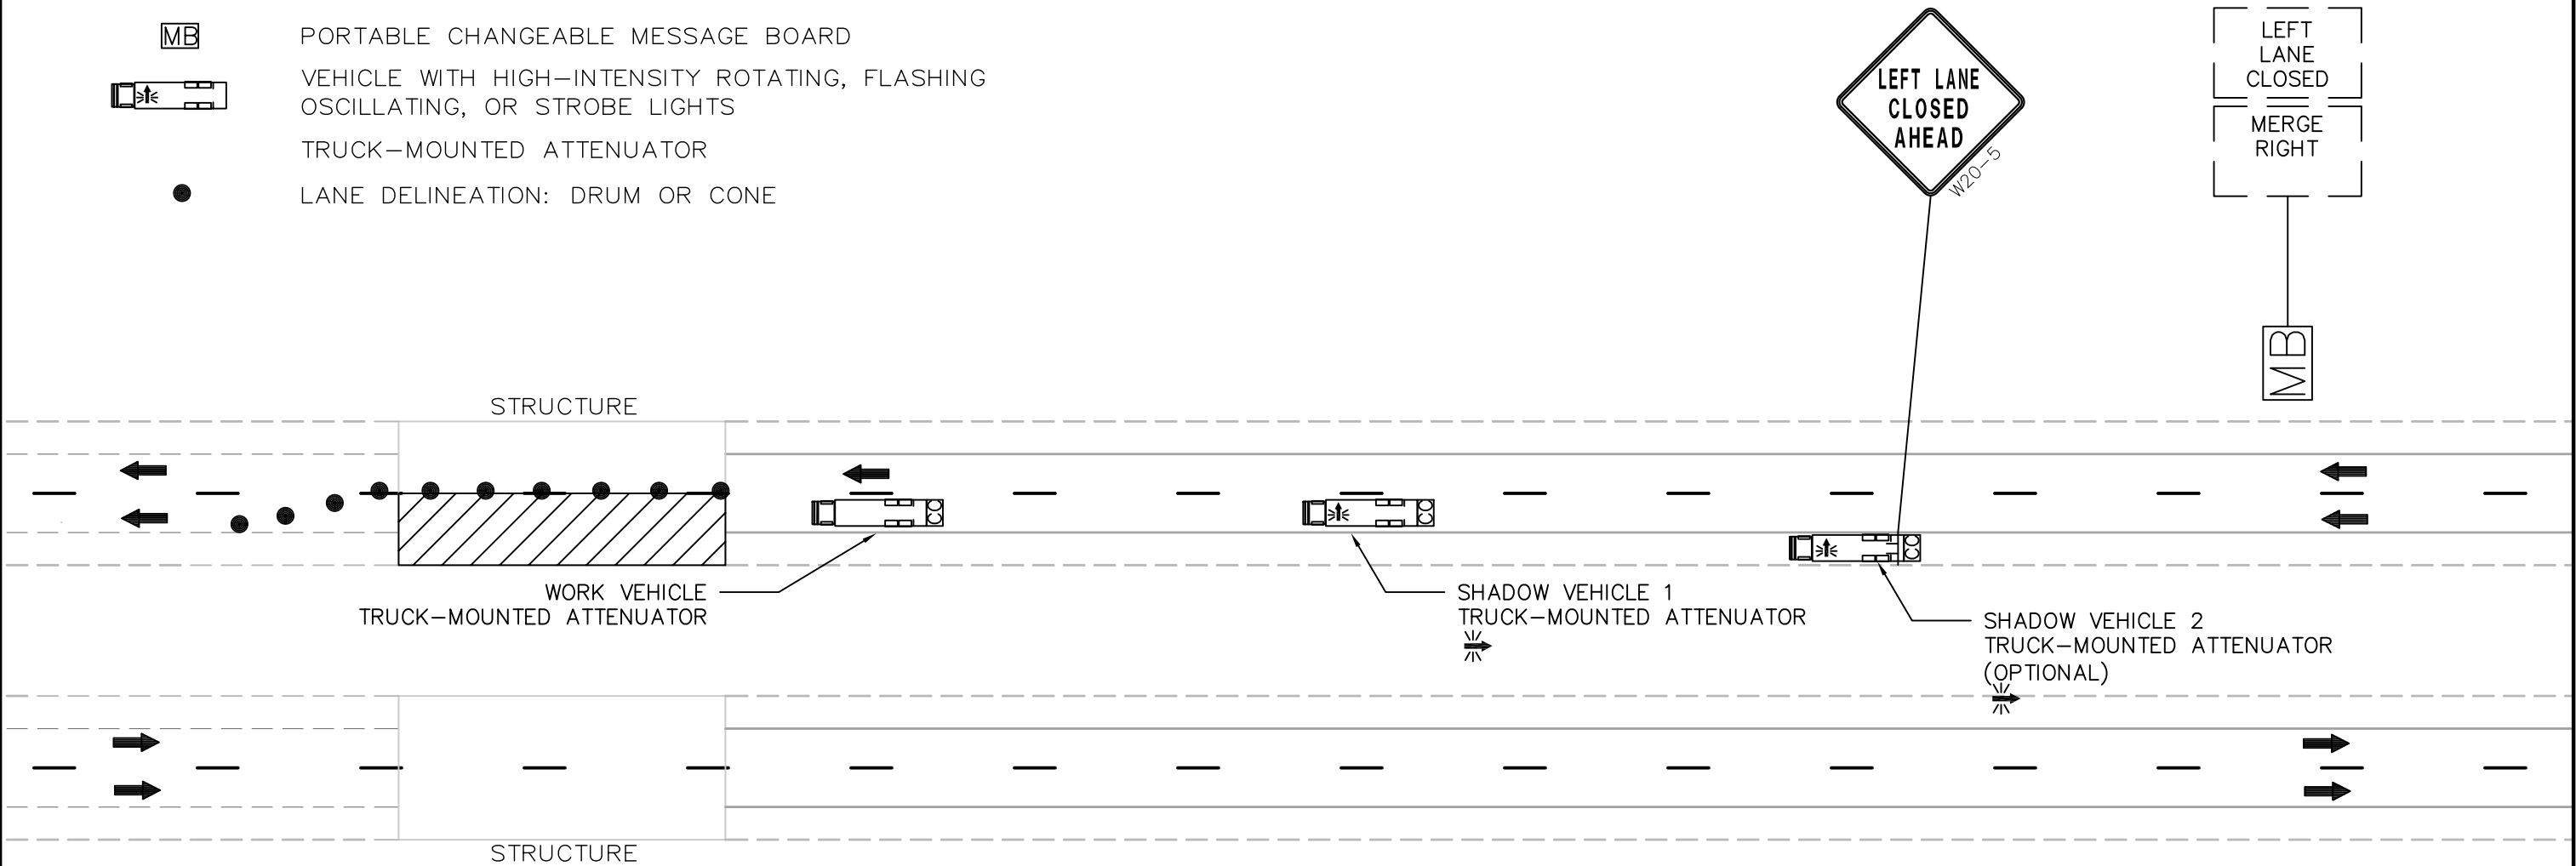 MB
PORTABLE CHANGEABLE MESSAGE BOARD
VEHICLE WITH HIGH-INTENSITY ROTATING, FLASHING
OSCILLATING, OR STROBE LIGHTS
TRUCK-MOUNTED ATTENUATOR
LANE DELINEATION: DRUM OR CONE
LEFT LANE
CLOSED
AHEAD
W20-5
LEFT
LANE
CLOSED
MERGE
RIGHT
MB
STRUCTURE
WORK VEHICLE
TRUCK-MOUNTED ATTENUATOR
SHADOW VEHICLE 1
TRUCK-MOUNTED ATTENUATOR
SHADOW VEHICLE 2
TRUCK-MOUNTED ATTENUATOR
(OPTIONAL)
STRUCTURE